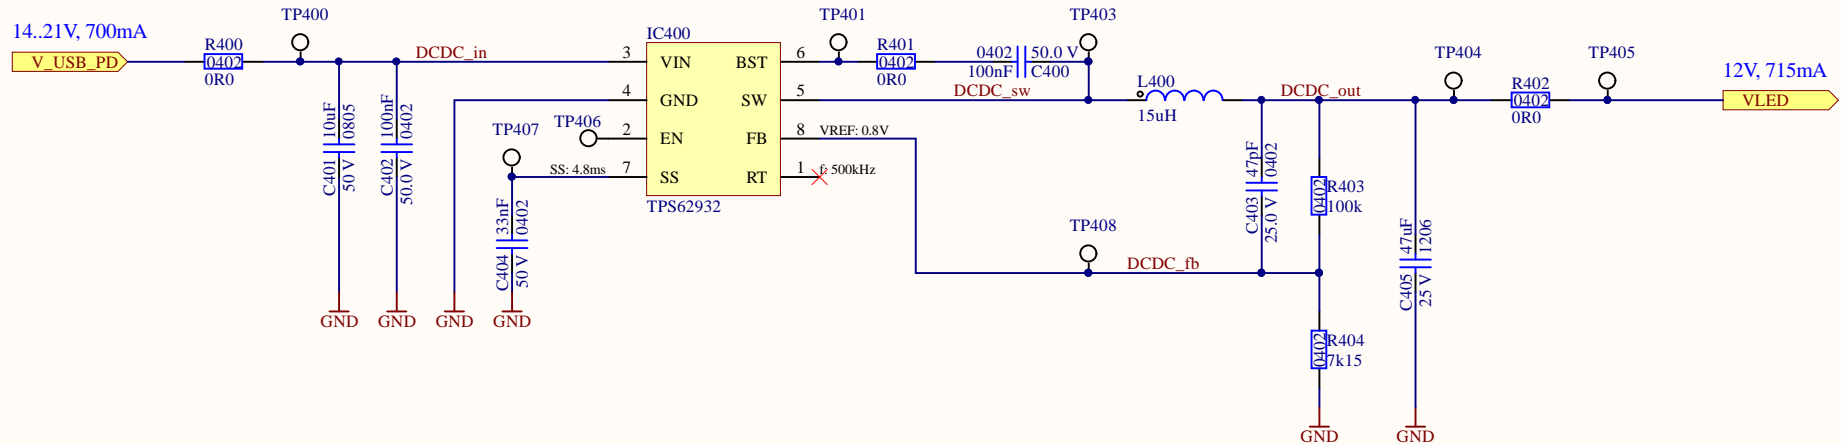 14..21V, 700mA
V_USB_PD
R400
0402
0R0
TP400
DCDC_in
C401
10uF
50 V
0805
C402
100nF
50.0 V
0402
GND
GND
GND
GND
TP407
TP406
SS: 4.8ms
C404
33nF
50 V
0402
IC400
3
VIN
BST
6
4
GND
SW
5
2
EN
FB
8
7
SS
RT
1
TPS62932
VREF: 0.8V
f: 500kHz
TP401
R401
0402
0R0
0402
50.0 V
100nF
C400
DCDC_sw
TP403
L400
15uH
DCDC_out
C403
47pF
25.0 V
0402
R403
0402
100k
TP408
DCDC_fb
R404
0402
7k15
GND
C405
47uF
25 V
1206
GND
TP404
R402
0402
0R0
TP405
12V, 715mA
VLED